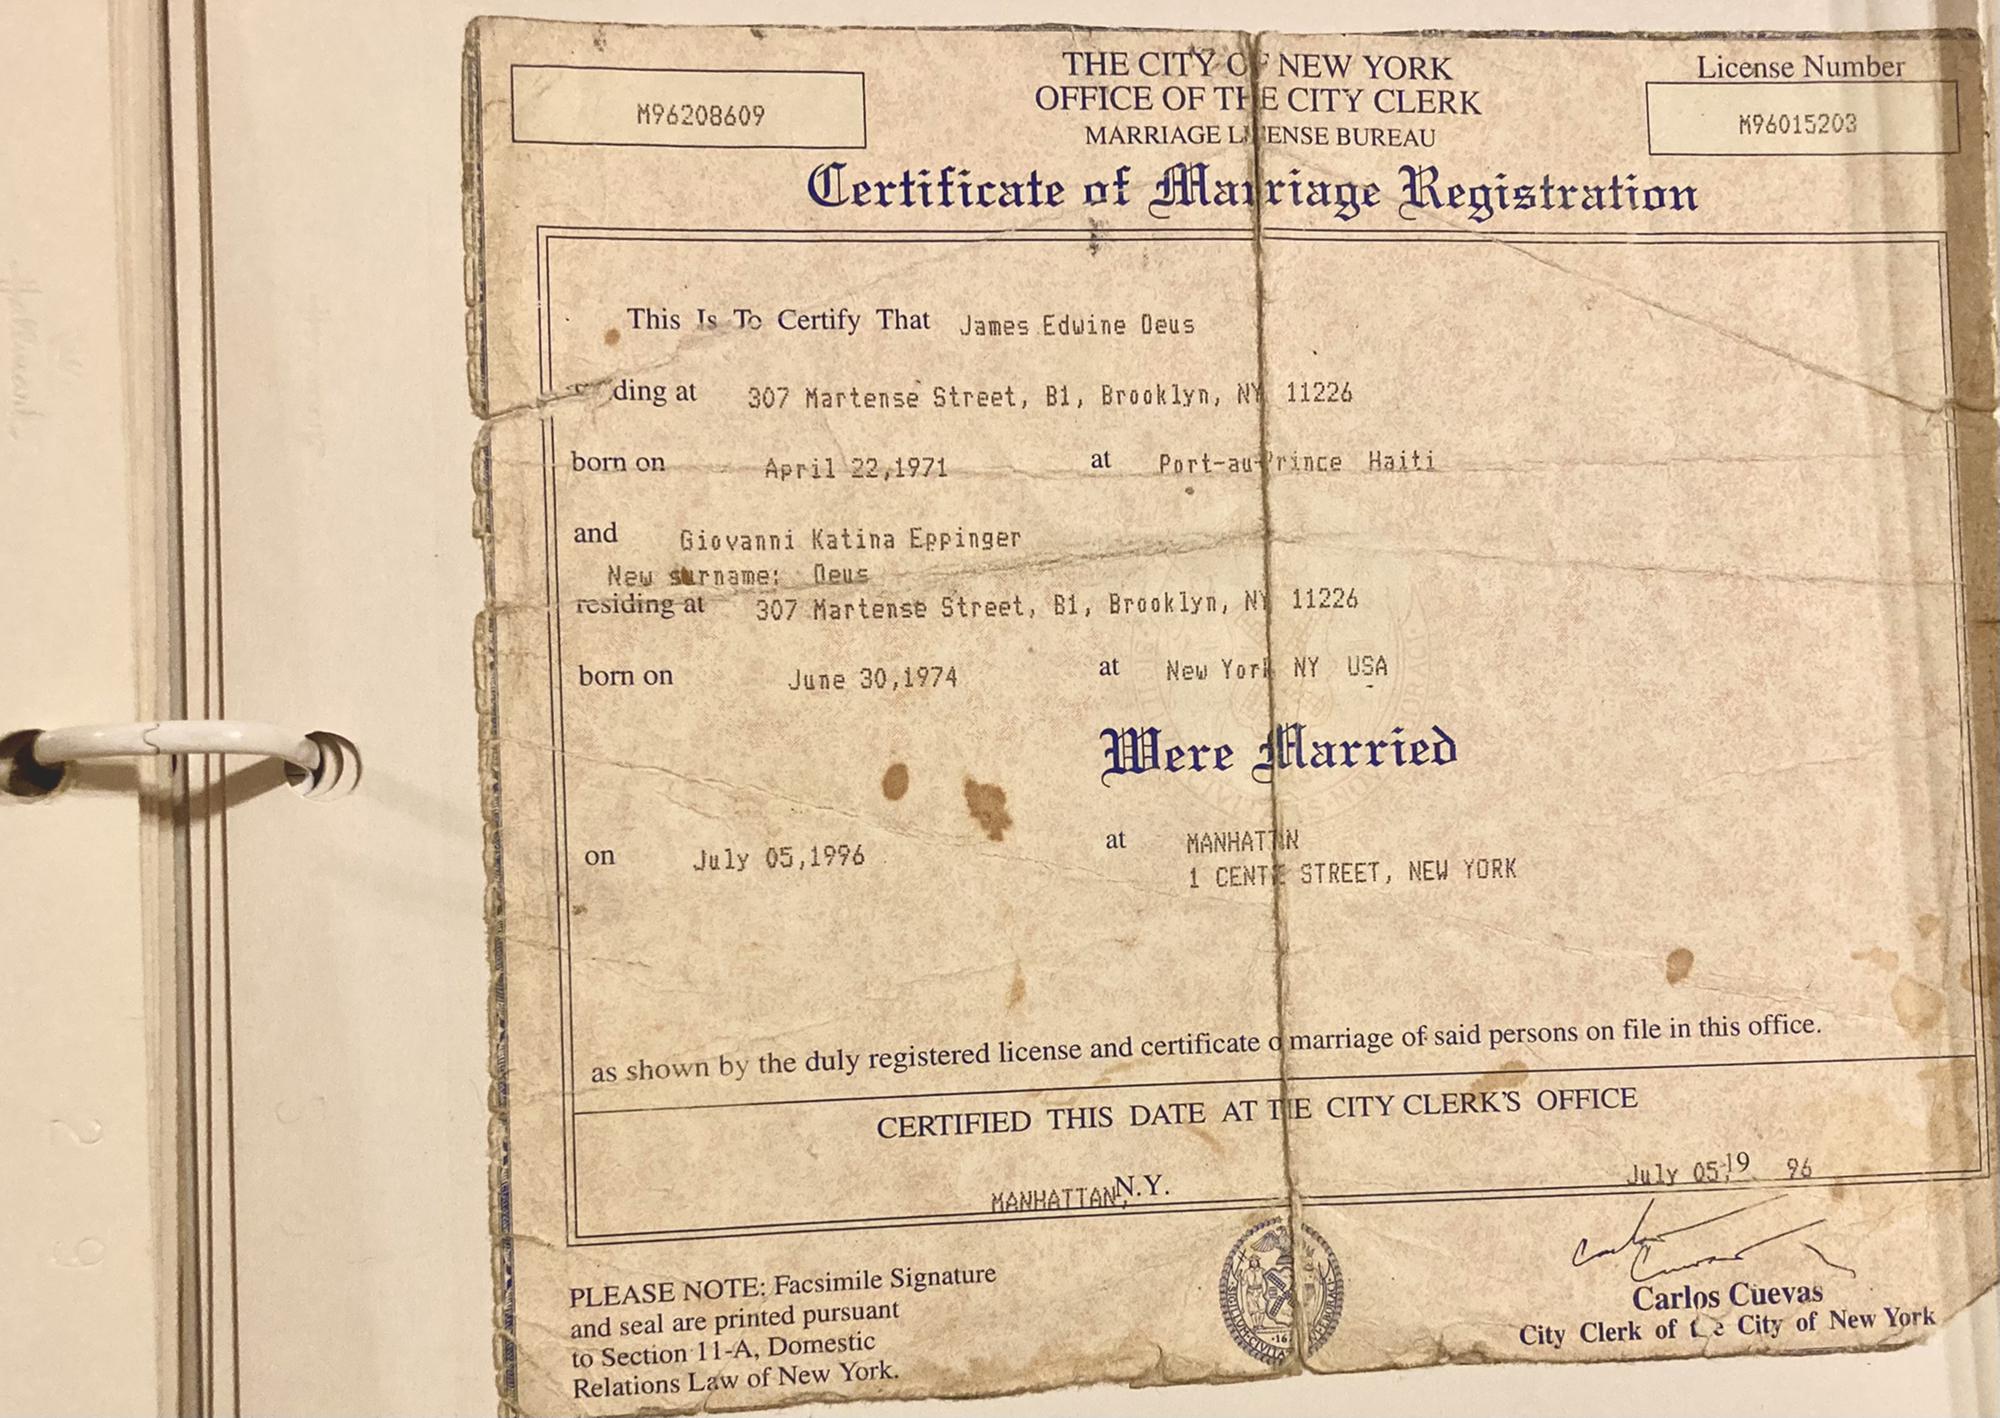 THE CITY OF NEW YORK
OFFICE OF THE CITY CLERK
MARRIAGE LICENSE BUREAU
License Number
M96208609
M96015203
Certificate of Marriage Registration
This Is To Certify That James Edwine Deus
residing at 307 Martense Street, B1, Brooklyn, NY 11226
born on April 22,1971 at Port-au-Prince Haiti
and Giovanni Katina Eppinger
New surname: Deus
residing at 307 Martense Street, B1, Brooklyn, NY 11226
born on June 30,1974 at New York NY USA
Were Married
on July 05,1996 at MANHATTAN
1 CENTRE STREET, NEW YORK
as shown by the duly registered license and certificate of marriage of said persons on file in this office.
CERTIFIED THIS DATE AT THE CITY CLERK'S OFFICE
MANHATTAN, N.Y. July 05, 19 96
PLEASE NOTE: Facsimile Signature
and seal are printed pursuant
to Section 11-A, Domestic
Relations Law of New York.
Carlos Cuevas
Carlos Cuevas
City Clerk of the City of New York